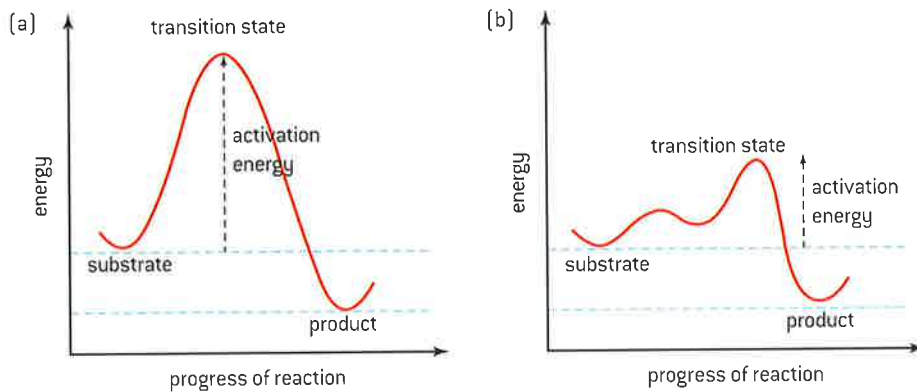 (a)
transition state
activation
energy
energy
substrate
product
progress of reaction
(b)
transition state
activation
energy
energy
substrate
product
progress of reaction